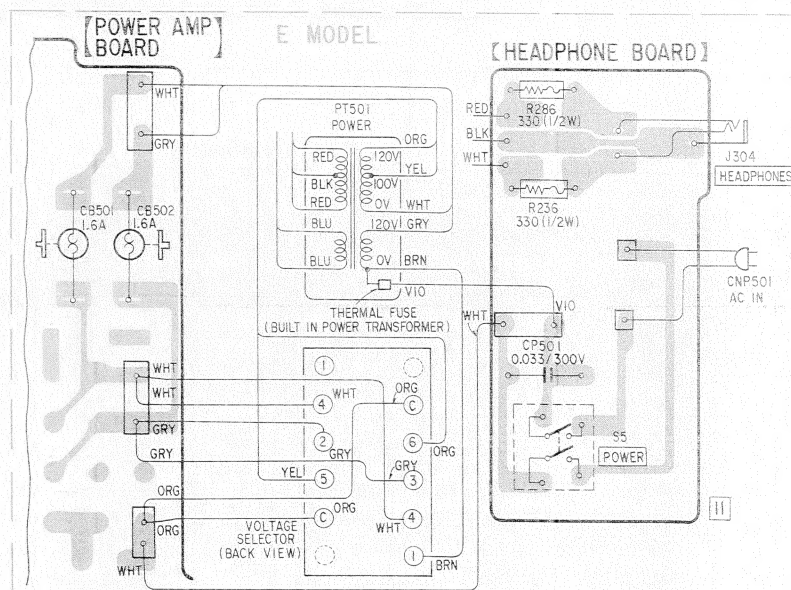 [POWER AMP
BOARD]
E MODEL
[HEADPHONE BOARD]
WHT
GRY
PT501
POWER
ORG
RED
120V
YEL
BLK
100V
RED
0V
WHT
BLU
120V
GRY
BLU
0V
BRN
VIO
THERMAL FUSE
(BUILT IN POWER TRANSFORMER)
CB501
1.6A
CB502
1.6A
RED
BLK
WHT
R286
330 (1/2W)
R236
330 (1/2W)
J304
HEADPHONES
CNP501
AC IN
WHT
VIO
CP501
0.033/300V
S5
POWER
11
WHT
WHT
GRY
GRY
ORG
ORG
WHT
1
4
WHT
2
GRY
YEL
5
C
ORG
ORG
C
6
ORG
GRY
3
WHT
4
1
BRN
VOLTAGE
SELECTOR
(BACK VIEW)